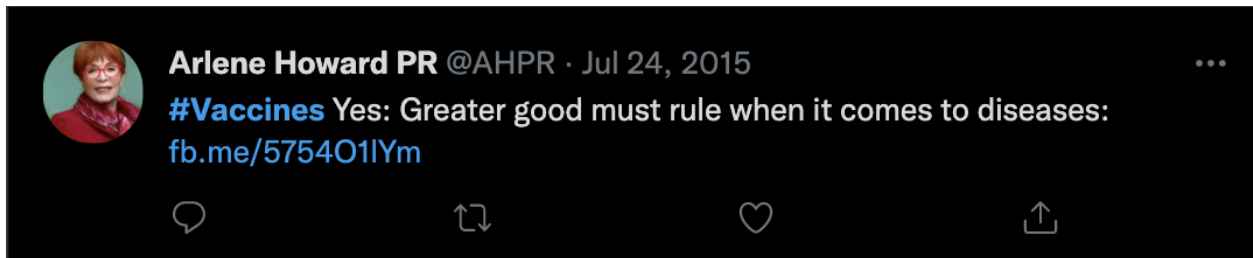 Arlene Howard PR @AHPR · Jul 24, 2015
#Vaccines Yes: Greater good must rule when it comes to diseases:
fb.me/5754O1lYm